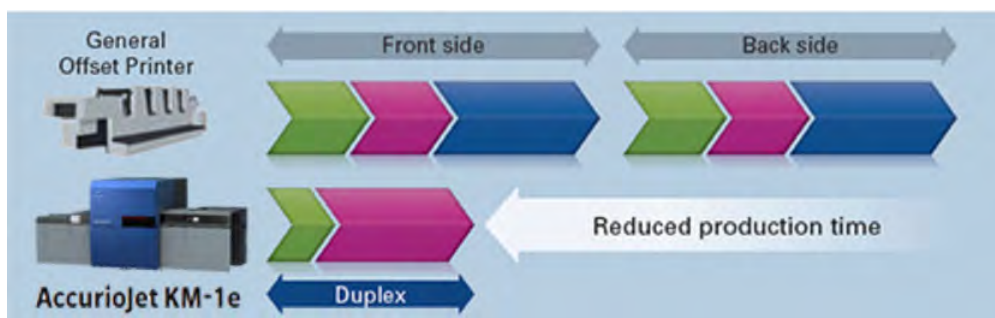 General
Offset Printer
Front side
Back side
Reduced production time
AccurioJet KM-1e
Duplex